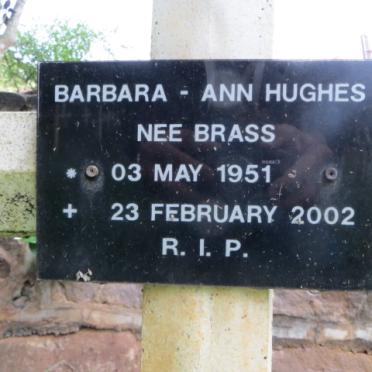 BARBARA - ANN HUGHES
NEE BRASS
* 03 MAY 1951
+ 23 FEBRUARY 2002
R. I. P.